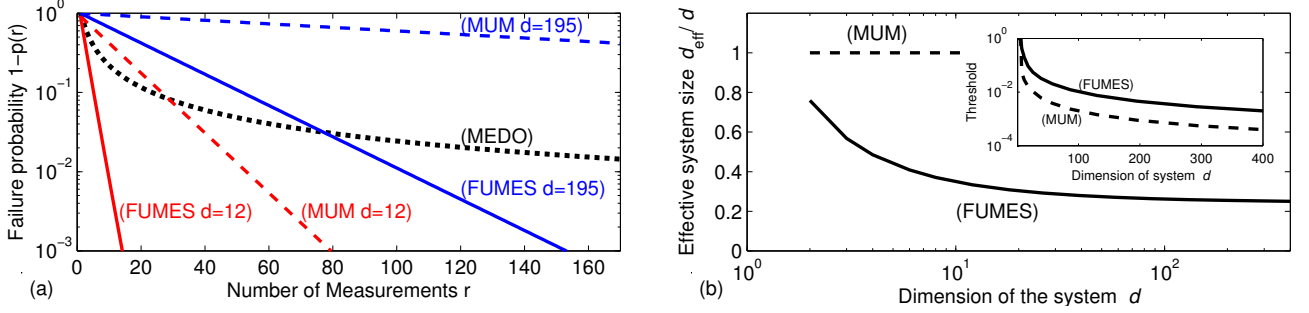 Failure probability 1−p(r)
10^0
10^-1
10^-2
10^-3
(MUM d=195)
(MEDO)
(FUMES d=195)
(FUMES d=12)
(MUM d=12)
0 20 40 60 80 100 120 140 160
Number of Measurements r
(a)
Effective system size d_eff / d
1.2
1
0.8
0.6
0.4
0.2
0
(MUM)
(FUMES)
10^0 10^1 10^2
Dimension of the system d
(b)
Threshold
10^0
10^-2
10^-4
(FUMES)
(MUM)
100 200 300 400
Dimension of system d